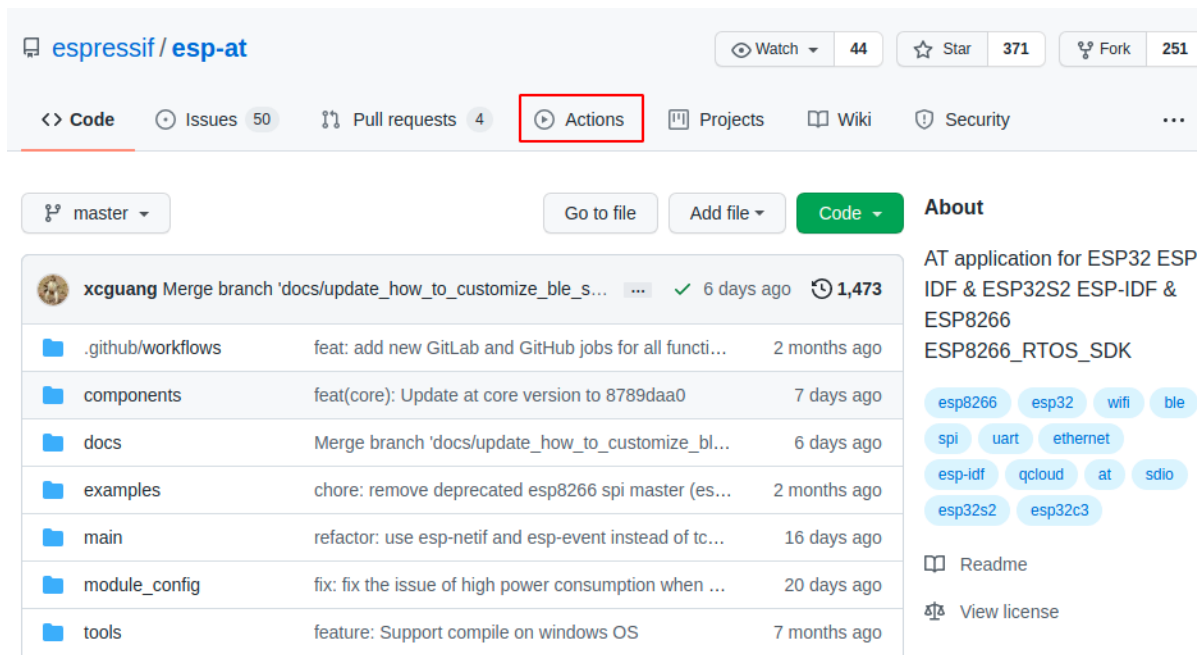 espressif / esp-at
Watch 44 Star 371 Fork 251
Code Issues 50 Pull requests 4 Actions Projects Wiki Security ...
master Go to file Add file Code
xcguang Merge branch 'docs/update_how_to_customize_ble_s... ... 6 days ago 1,473
.github/workflows feat: add new GitLab and GitHub jobs for all functi... 2 months ago
components feat(core): Update at core version to 8789daa0 7 days ago
docs Merge branch 'docs/update_how_to_customize_bl... 6 days ago
examples chore: remove deprecated esp8266 spi master (es... 2 months ago
main refactor: use esp-netif and esp-event instead of tc... 16 days ago
module_config fix: fix the issue of high power consumption when ... 20 days ago
tools feature: Support compile on windows OS 7 months ago
About
AT application for ESP32 ESP
IDF & ESP32S2 ESP-IDF &
ESP8266
ESP8266_RTOS_SDK
esp8266 esp32 wifi ble
spi uart ethernet
esp-idf qcloud at sdio
esp32s2 esp32c3
Readme
View license